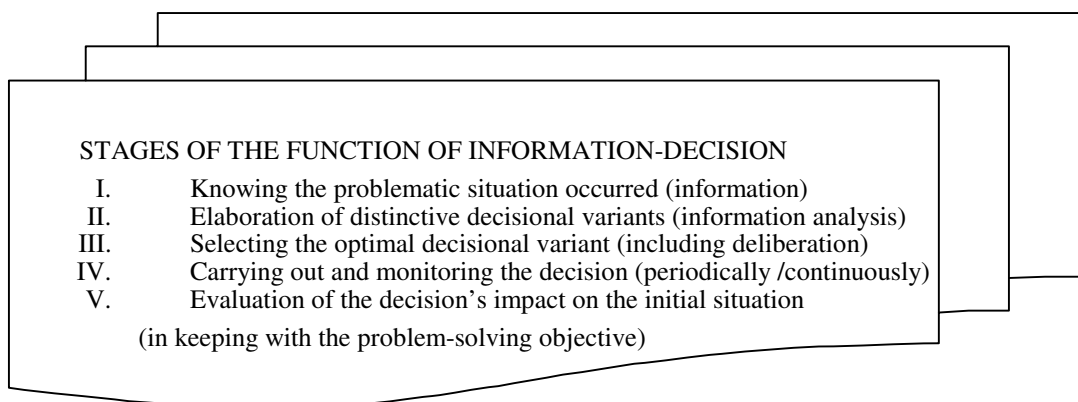 STAGES OF THE FUNCTION OF INFORMATION-DECISION
I. Knowing the problematic situation occurred (information)
II. Elaboration of distinctive decisional variants (information analysis)
III. Selecting the optimal decisional variant (including deliberation)
IV. Carrying out and monitoring the decision (periodically /continuously)
V. Evaluation of the decision's impact on the initial situation
(in keeping with the problem-solving objective)